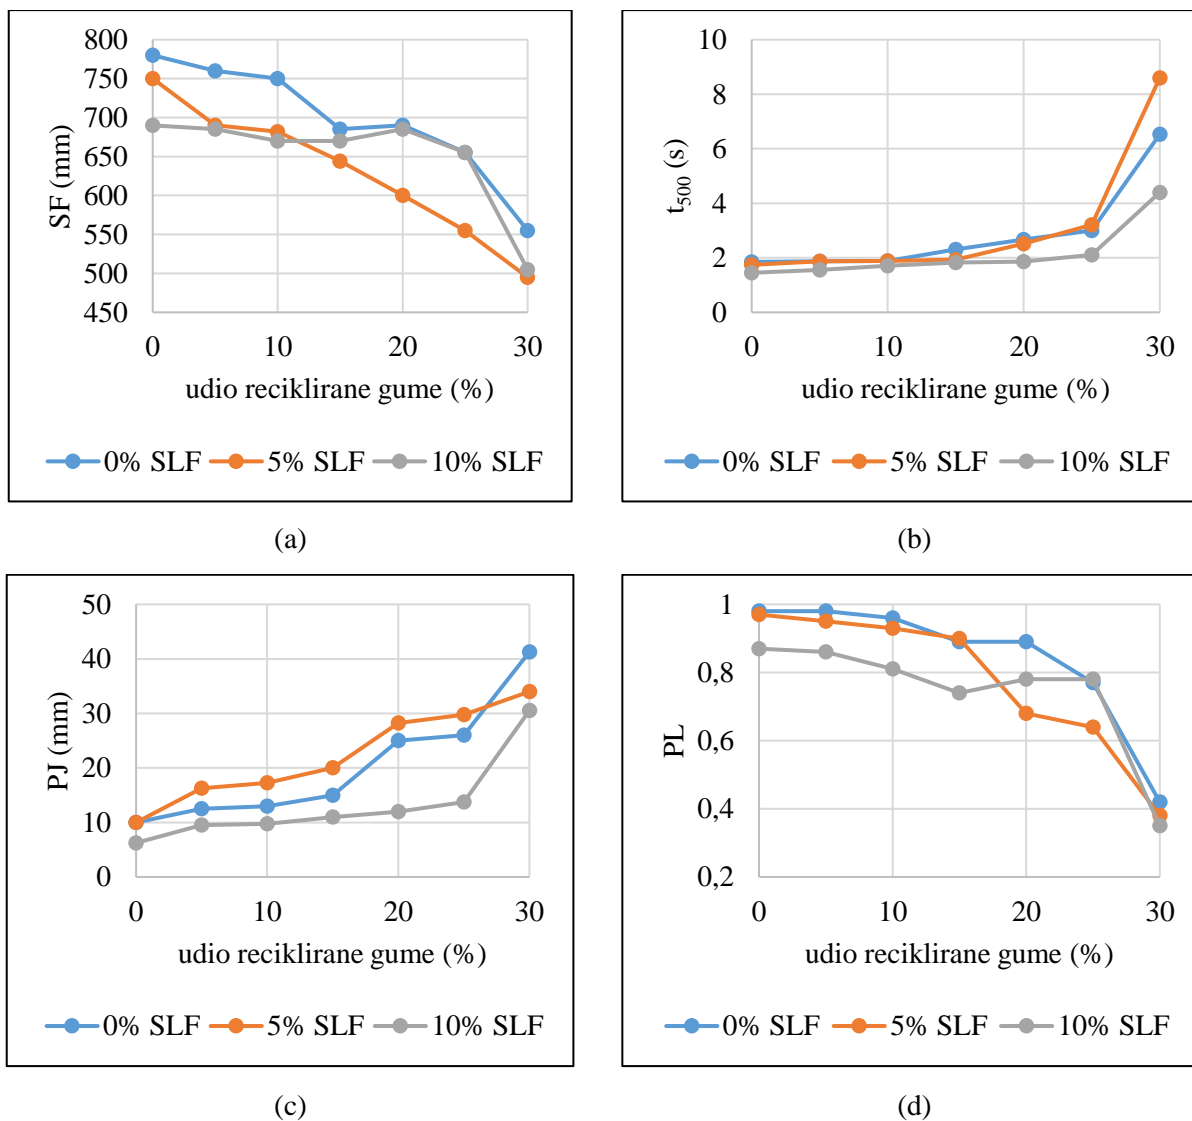 800
750
700
650
600
550
500
450
SF (mm)
0 10 20 30
udio reciklirane gume (%)
0% SLF 5% SLF 10% SLF
(a)
10
8
6
4
2
0
t₅₀₀ (s)
0 10 20 30
udio reciklirane gume (%)
0% SLF 5% SLF 10% SLF
(b)
50
40
30
20
10
0
PJ (mm)
0 10 20 30
udio reciklirane gume (%)
0% SLF 5% SLF 10% SLF
(c)
1
0,8
0,6
0,4
0,2
PL
0 10 20 30
udio reciklirane gume (%)
0% SLF 5% SLF 10% SLF
(d)